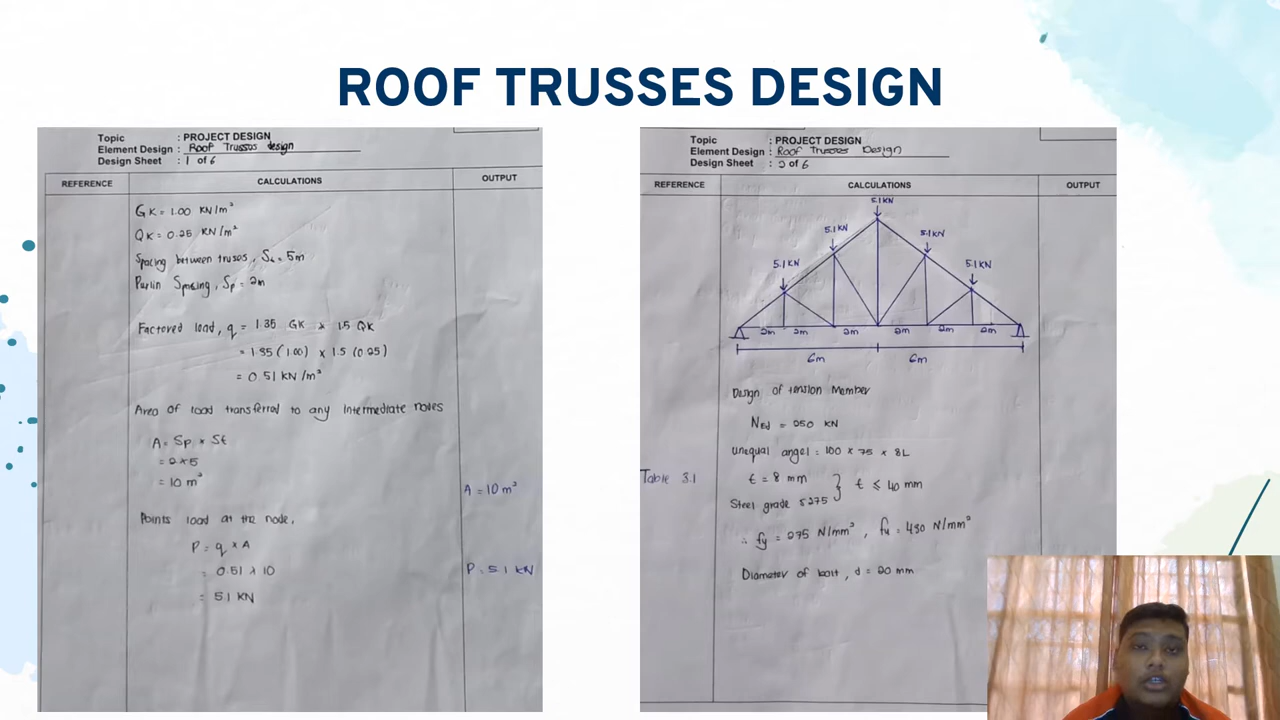 ROOF TRUSSES DESIGN
Topic : PROJECT DESIGN
Element Design : Roof Trusses design
Design Sheet : 1 of 6
REFERENCE CALCULATIONS OUTPUT
GK = 1.00 KN/m²
QK = 0.25 KN/m²
Spacing between truses, St = 5m
Purlin Spacing, Sp = 2m
Factored load, q = 1.35 GK × 1.5 QK
= 1.35 (1.00) × 1.5 (0.25)
= 0.51 KN/m²
Area of load transferred to any intermediate nodes
A = Sp × St
= 2×5
= 10 m²
A = 10 m²
Points load at the node,
P = q × A
= 0.51 × 10
P = 5.1 KN
= 5.1 KN
Topic : PROJECT DESIGN
Element Design : Roof Trusses Design
Design Sheet : 2 of 6
REFERENCE CALCULATIONS OUTPUT
5.1 KN
5.1 KN 5.1 KN
5.1 KN 5.1 KN
2m 2m 2m 2m 2m 2m
6m 6m
Design of tension Member
NEd = 250 KN
Unequal angel = 100 × 75 × 8L
Table 3.1
t = 8 mm } t ≤ 40 mm
Steel grade S275
∴ fy = 275 N/mm², fu = 430 N/mm²
Diameter of bolt, d = 20 mm